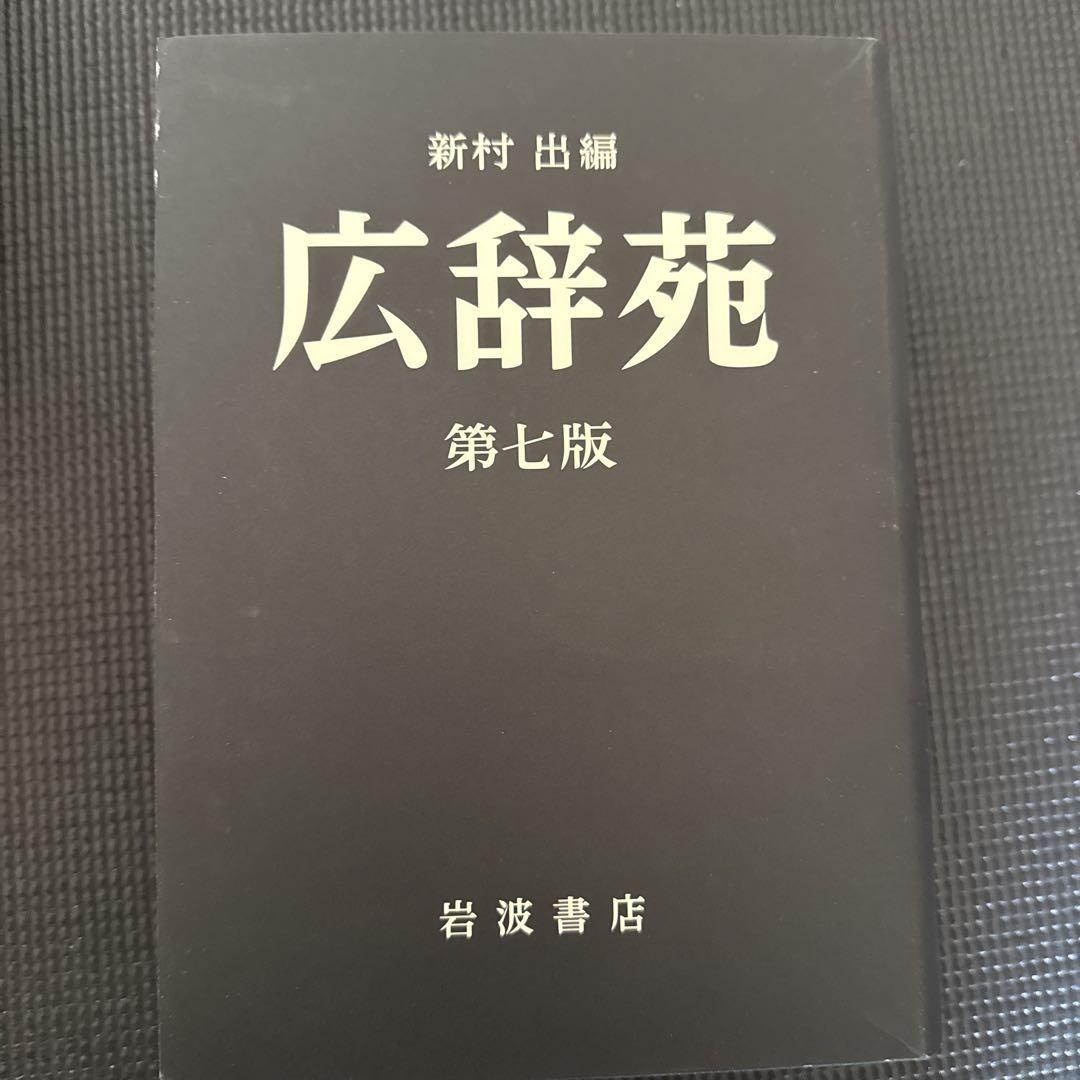 新村 出編
広辞苑
第七版
岩波書店